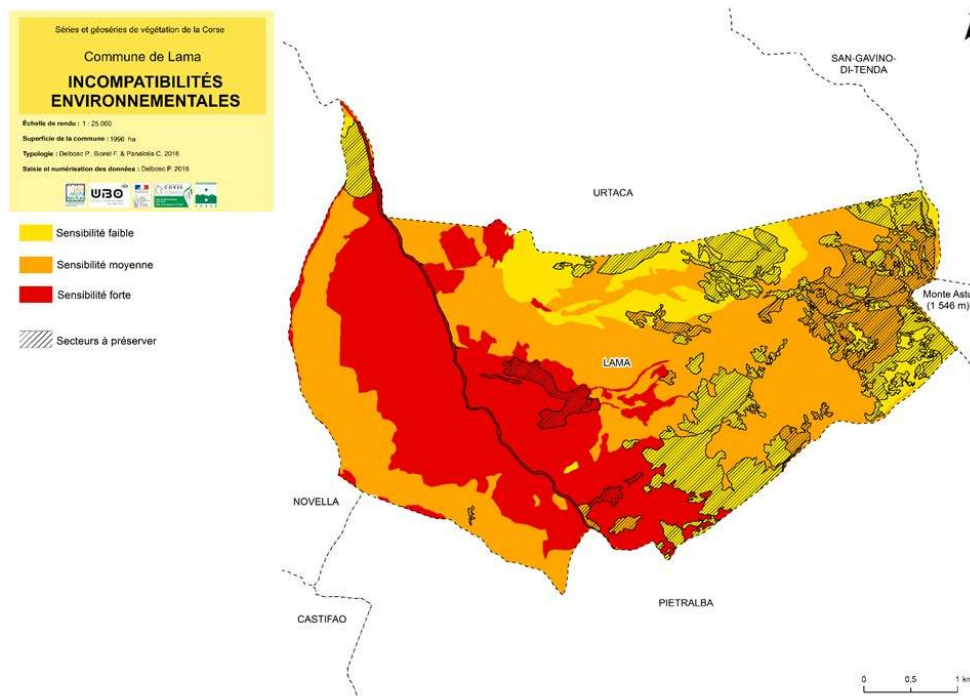 Séries et géoséries de végétation de la Corse
Commune de Lama
INCOMPATIBILITÉS
ENVIRONNEMENTALES
Échelle de rendu : 1 : 25.000
Superficie de la commune : 1996 ha
Typologie : Delbosc P., Bioret F. & Panaïotis C. 2016
Saisie et numérisation des données : Delbosc P. 2016
UBO
CORSE
Sensibilité faible
Sensibilité moyenne
Sensibilité forte
Secteurs à préserver
SAN-GAVINO-
DI-TENDA
URTACA
Monte Astu
(1 546 m)
LAMA
NOVELLA
PIETRALBA
CASTIFAO
0 0,5 1 km